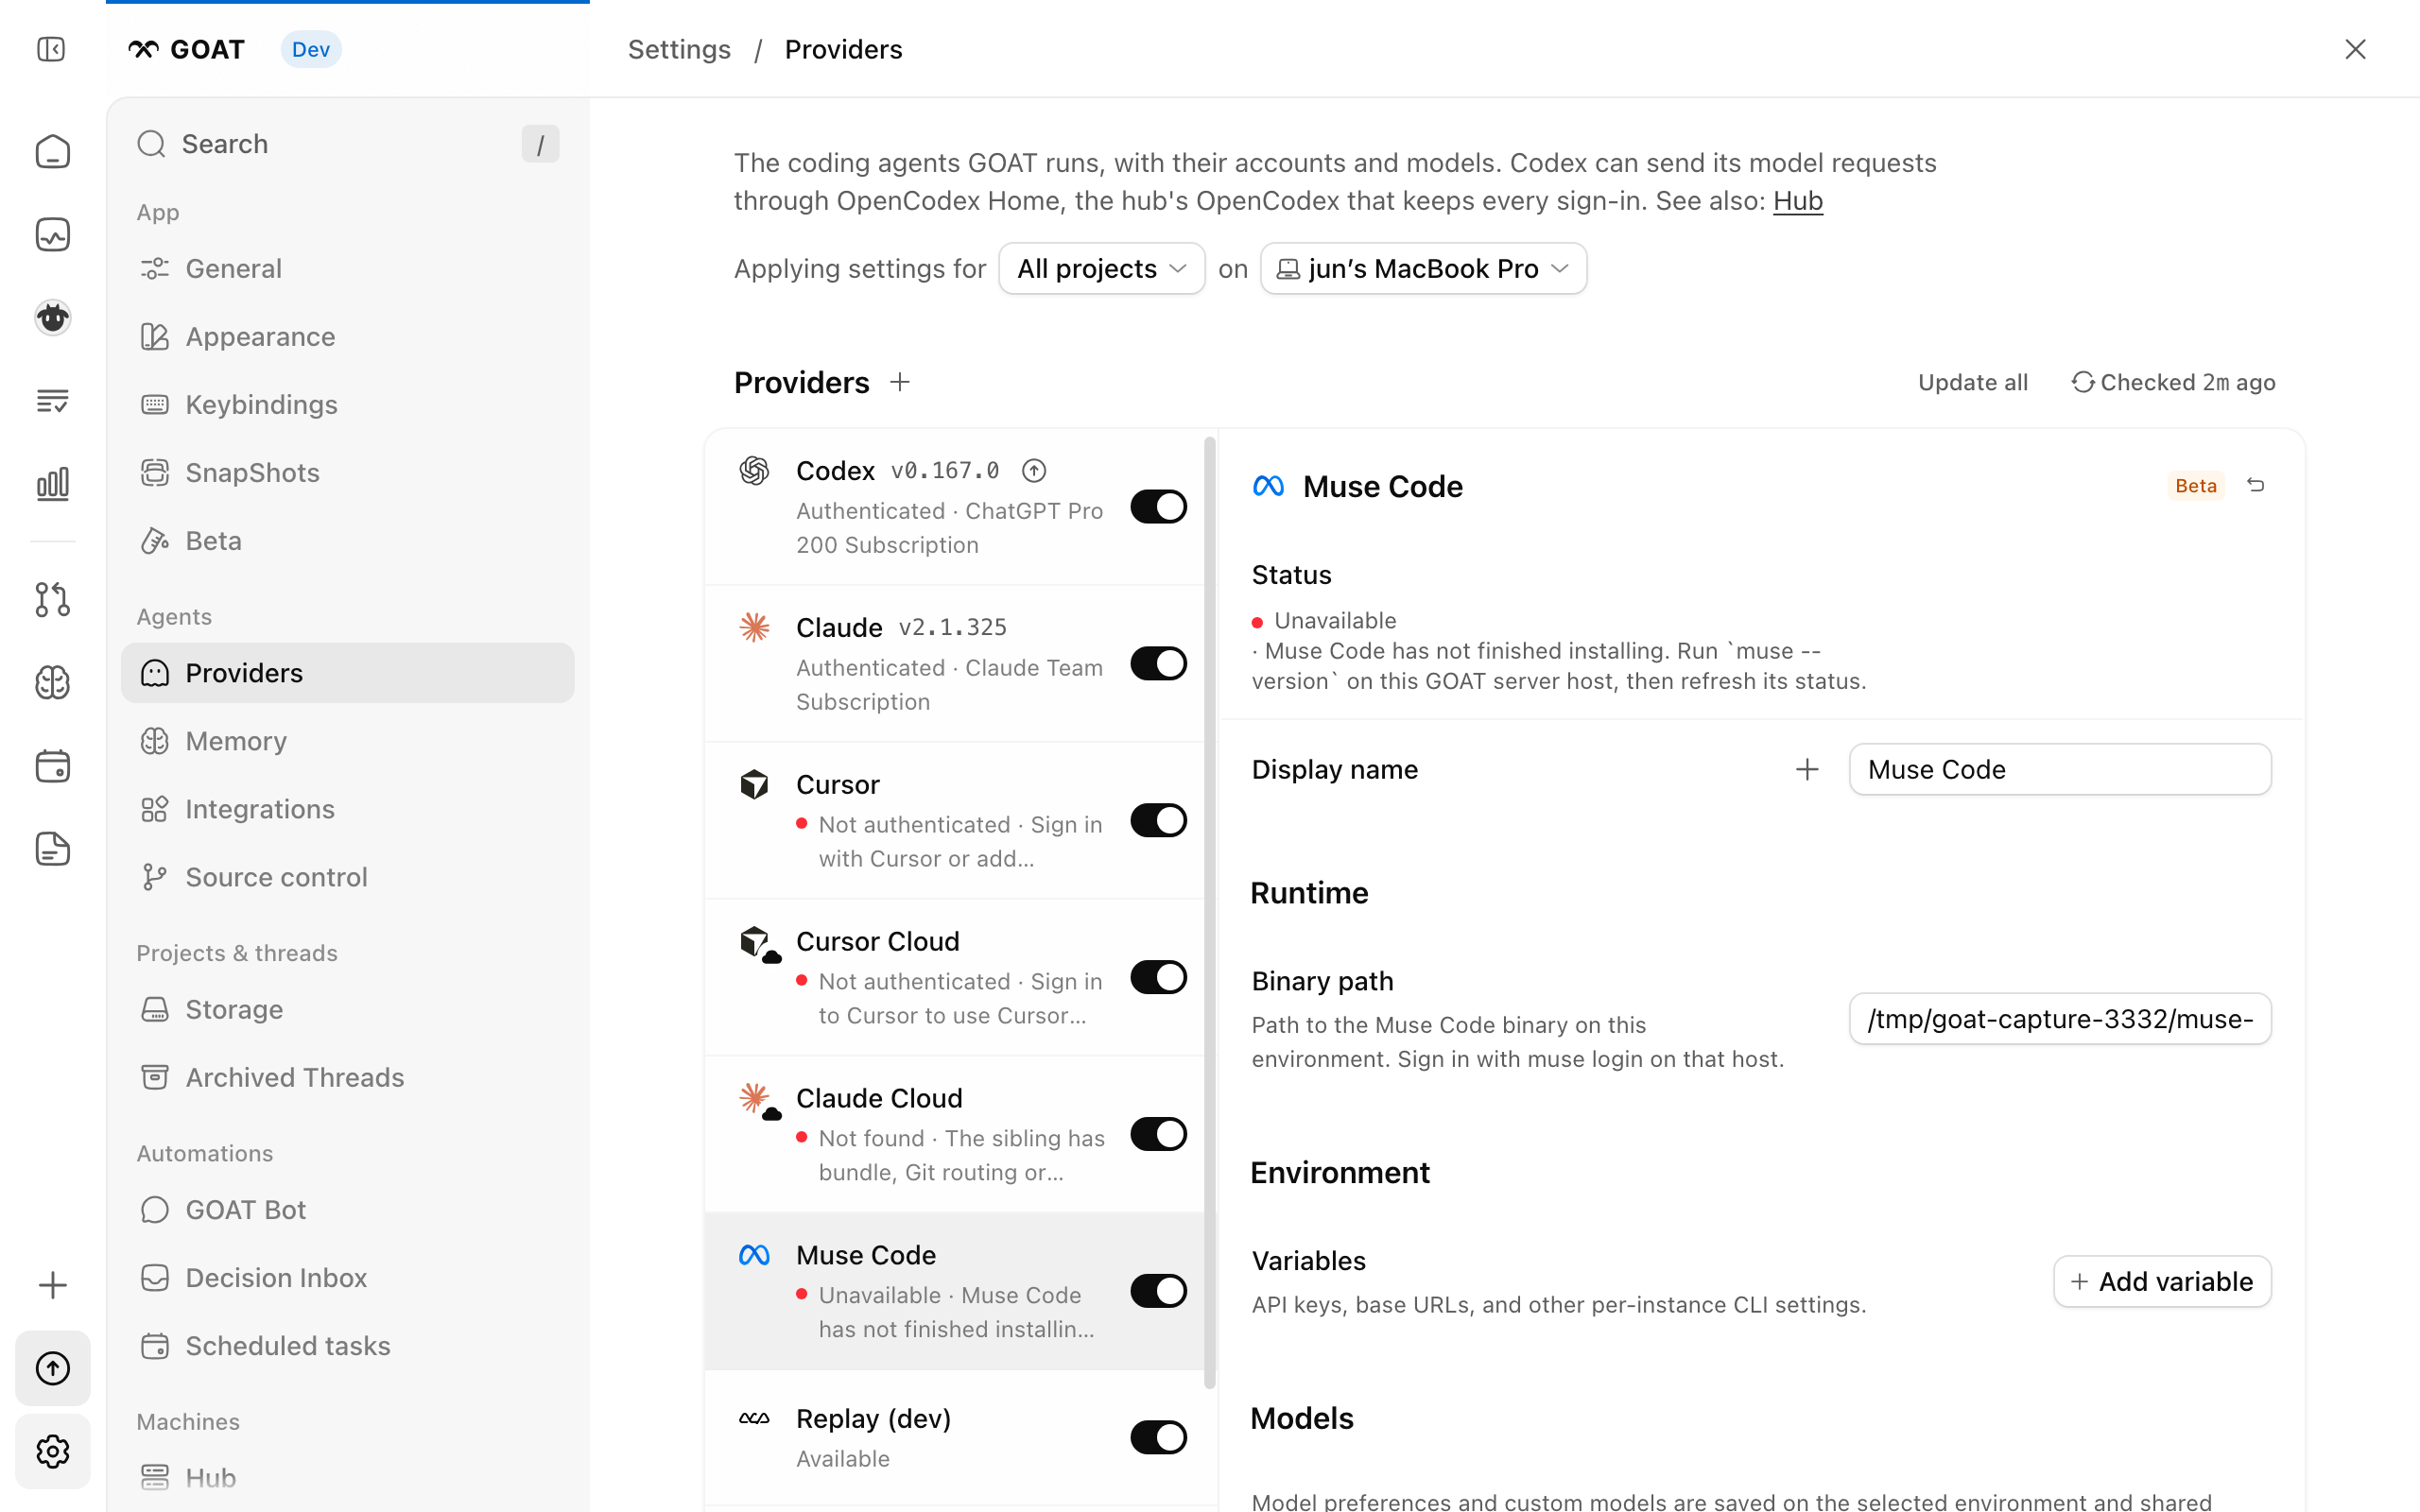 GOAT
Dev
Settings / Providers
Search
/
App
General
Appearance
Keybindings
SnapShots
Beta
Agents
Providers
Memory
Integrations
Source control
Projects & threads
Storage
Archived Threads
Automations
GOAT Bot
Decision Inbox
Scheduled tasks
Machines
Hub
The coding agents GOAT runs, with their accounts and models. Codex can send its model requests
through OpenCodex Home, the hub's OpenCodex that keeps every sign-in. See also: Hub
Applying settings for All projects on jun’s MacBook Pro
Providers
Update all
Checked 2m ago
Codex v0.167.0
Authenticated · ChatGPT Pro
200 Subscription
Claude v2.1.325
Authenticated · Claude Team
Subscription
Cursor
Not authenticated · Sign in
with Cursor or add...
Cursor Cloud
Not authenticated · Sign in
to Cursor to use Cursor...
Claude Cloud
Not found · The sibling has
bundle, Git routing or...
Muse Code
Unavailable · Muse Code
has not finished installin...
Replay (dev)
Available
Muse Code
Beta
Status
Unavailable
· Muse Code has not finished installing. Run `muse --
version` on this GOAT server host, then refresh its status.
Display name
Muse Code
Runtime
Binary path
Path to the Muse Code binary on this
environment. Sign in with muse login on that host.
/tmp/goat-capture-3332/muse-
Environment
Variables
API keys, base URLs, and other per-instance CLI settings.
Add variable
Models
Model preferences and custom models are saved on the selected environment and shared